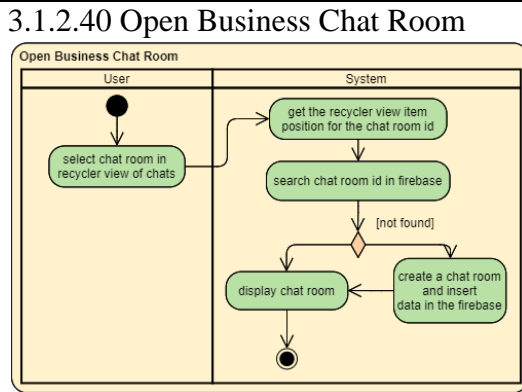 3.1.2.40 Open Business Chat Room
Open Business Chat Room
User
System
select chat room in
recycler view of chats
get the recycler view item
position for the chat room id
search chat room id in firebase
[not found]
display chat room
create a chat room
and insert
data in the firebase